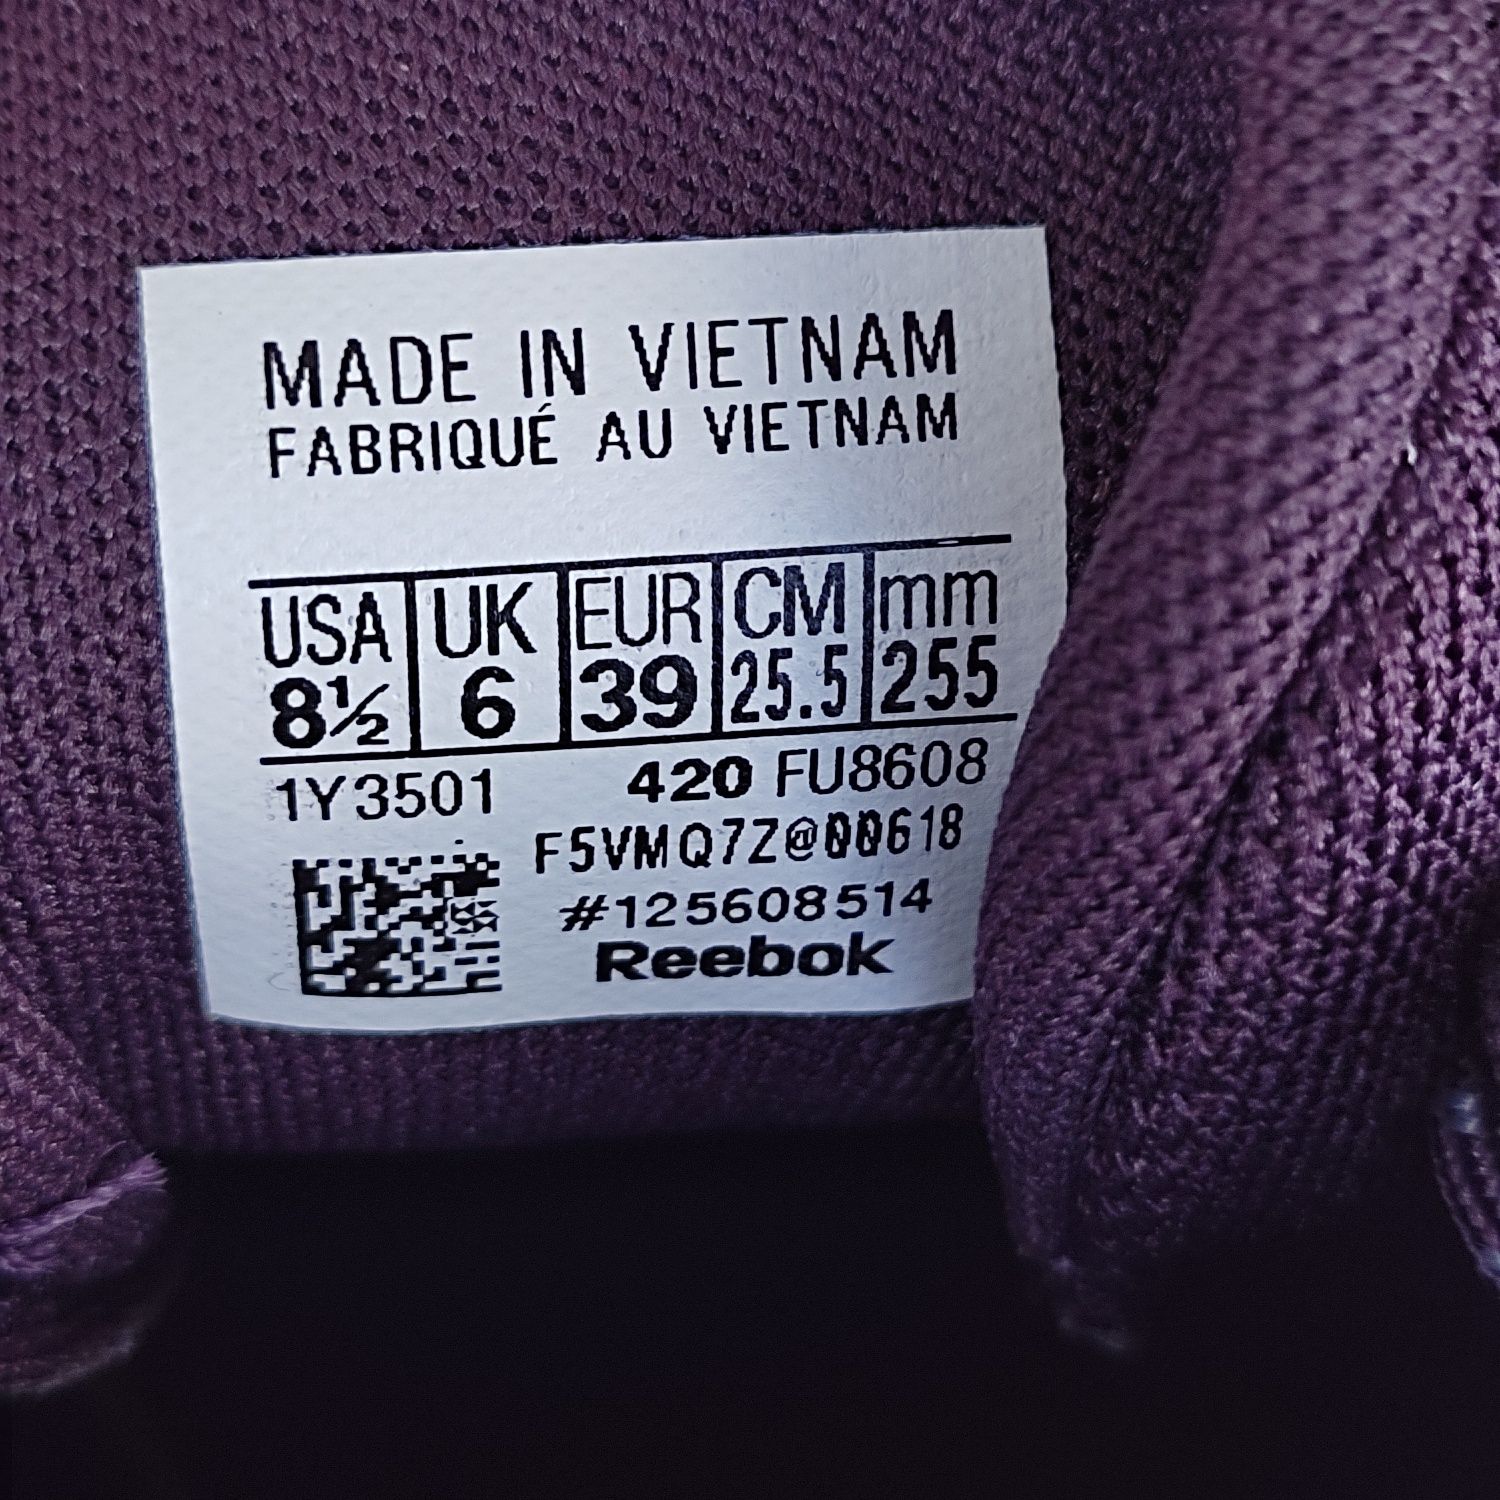 MADE IN VIETNAM
FABRIQUÉ AU VIETNAM
USA UK EUR CM mm
8½ 6 39 25.5 255
1Y3501 420 FU8608
F5VMQ7Z@00618
#125608514
Reebok